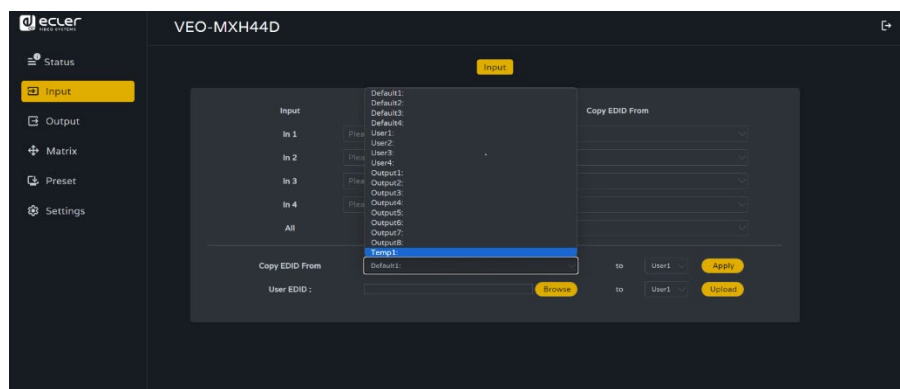 ecler
VEO-MXH44D
Status
Input
Input
Output
Matrix
Preset
Settings
Input
Copy EDID From
In 1
In 2
In 3
In 4
All
Default1:
Default2:
Default3:
Default4:
User1:
User2:
User3:
User4:
Output1:
Output2:
Output3:
Output4:
Output5:
Output6:
Output7:
Output8:
Temp1:
Copy EDID From Default1: to User1 Apply
User EDID : Browse to User1 Upload